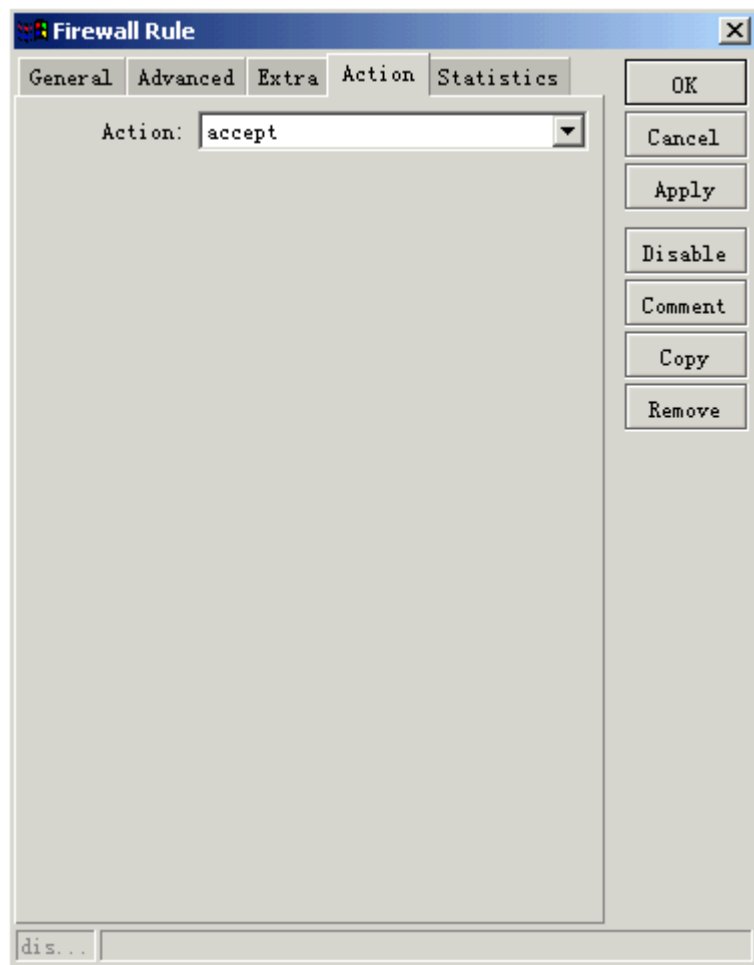 Firewall Rule
General Advanced Extra Action Statistics
Action: accept
OK
Cancel
Apply
Disable
Comment
Copy
Remove
dis...